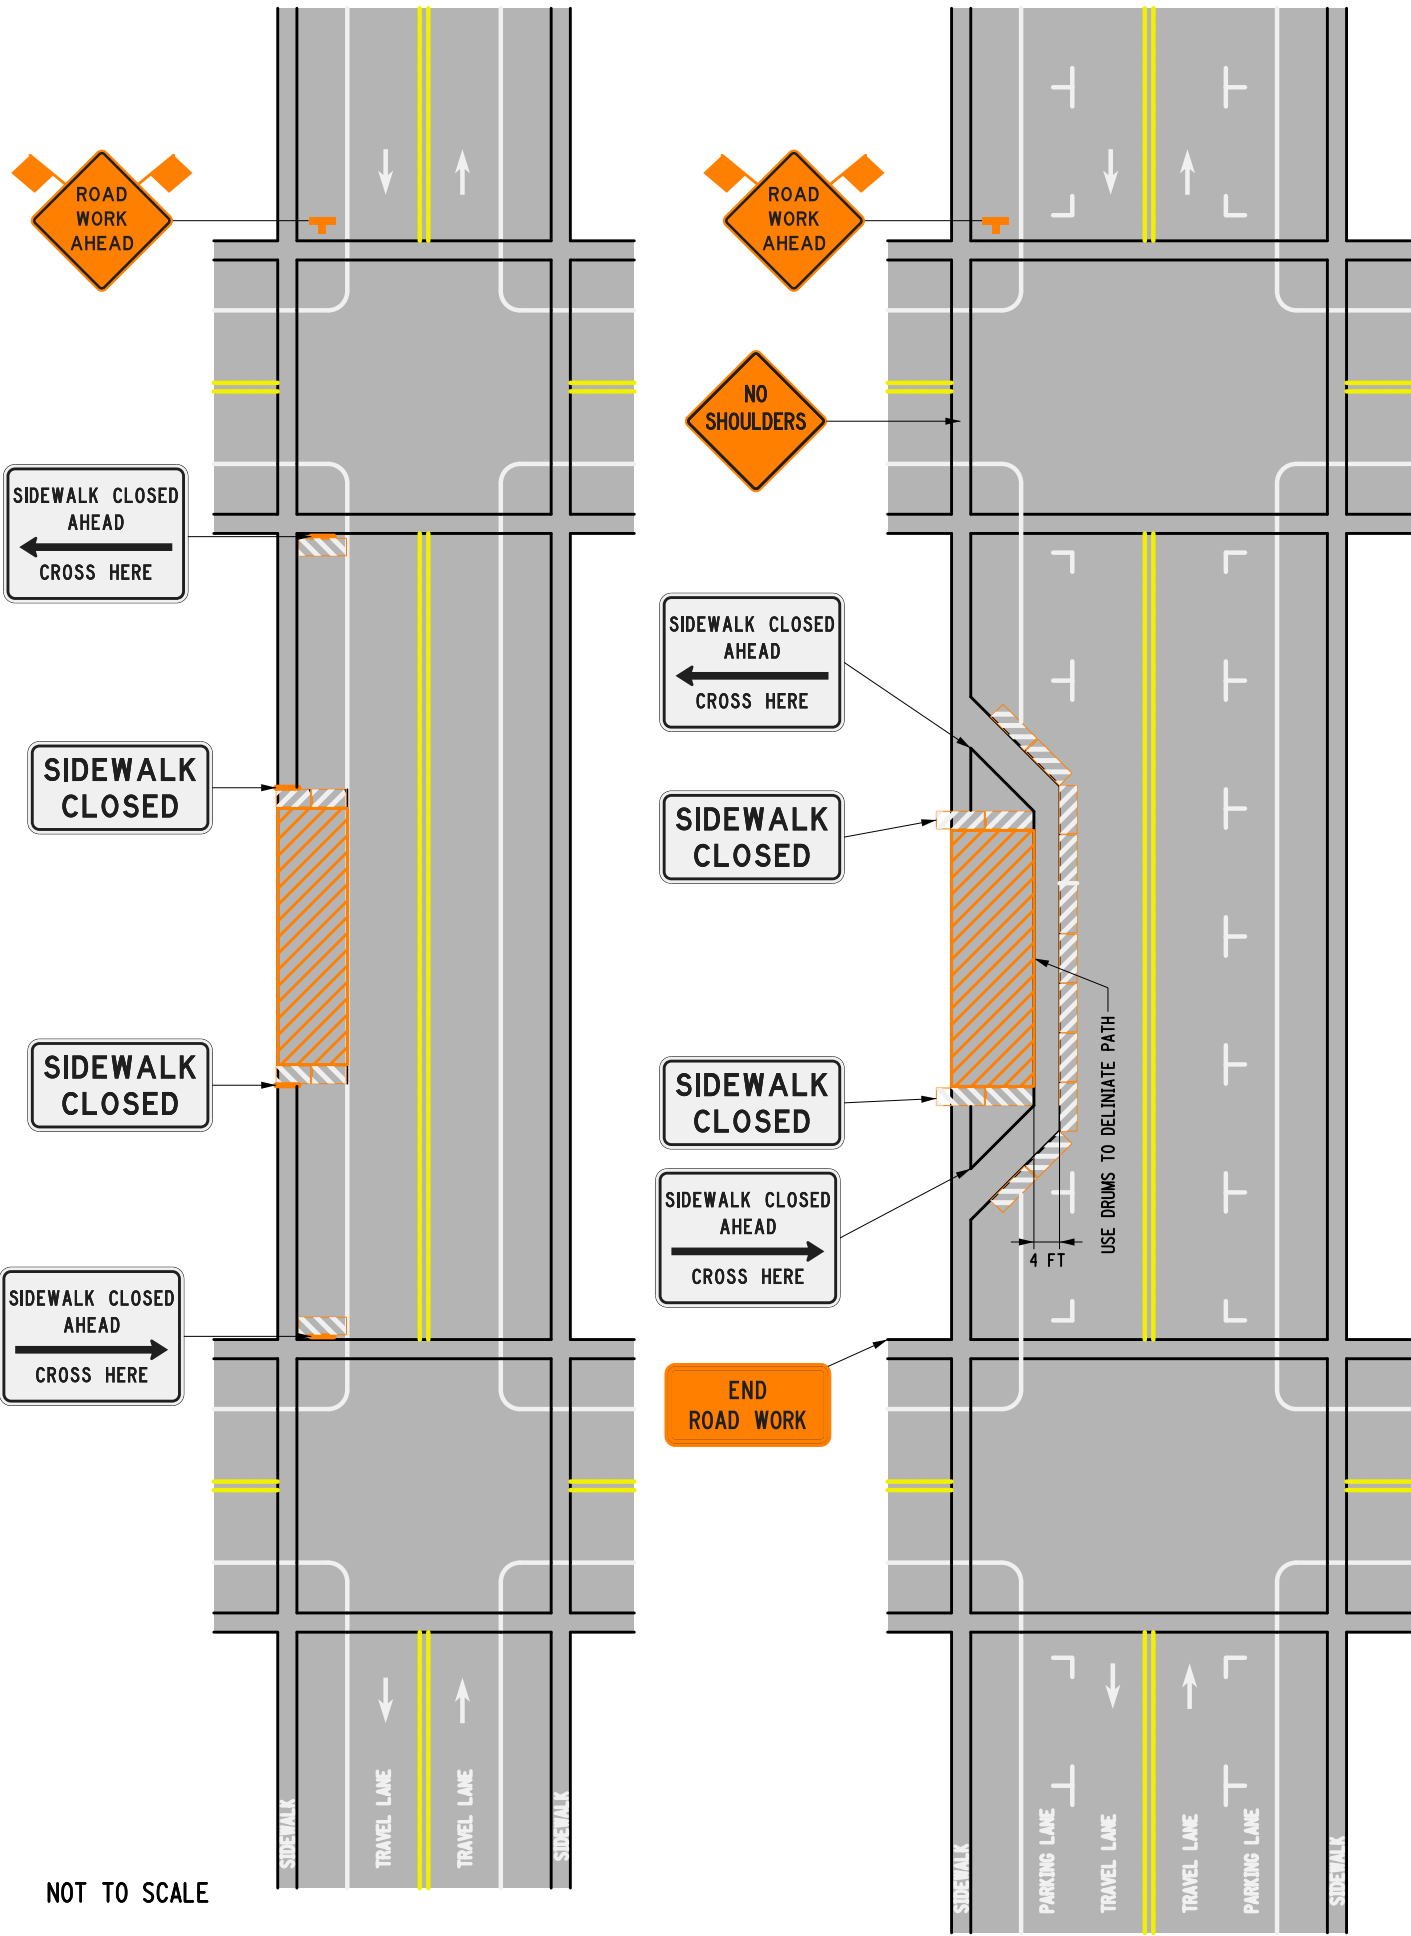 ROAD
WORK
AHEAD
SIDEWALK CLOSED
AHEAD
CROSS HERE
SIDEWALK
CLOSED
SIDEWALK
CLOSED
SIDEWALK CLOSED
AHEAD
CROSS HERE
SIDEWALK
TRAVEL LANE
TRAVEL LANE
SIDEWALK
NOT TO SCALE
ROAD
WORK
AHEAD
NO
SHOULDERS
SIDEWALK CLOSED
AHEAD
CROSS HERE
SIDEWALK
CLOSED
SIDEWALK
CLOSED
SIDEWALK CLOSED
AHEAD
CROSS HERE
USE DRUMS TO DELINIATE PATH
4 FT
END
ROAD WORK
SIDEWALK
PARKING LANE
TRAVEL LANE
TRAVEL LANE
PARKING LANE
SIDEWALK